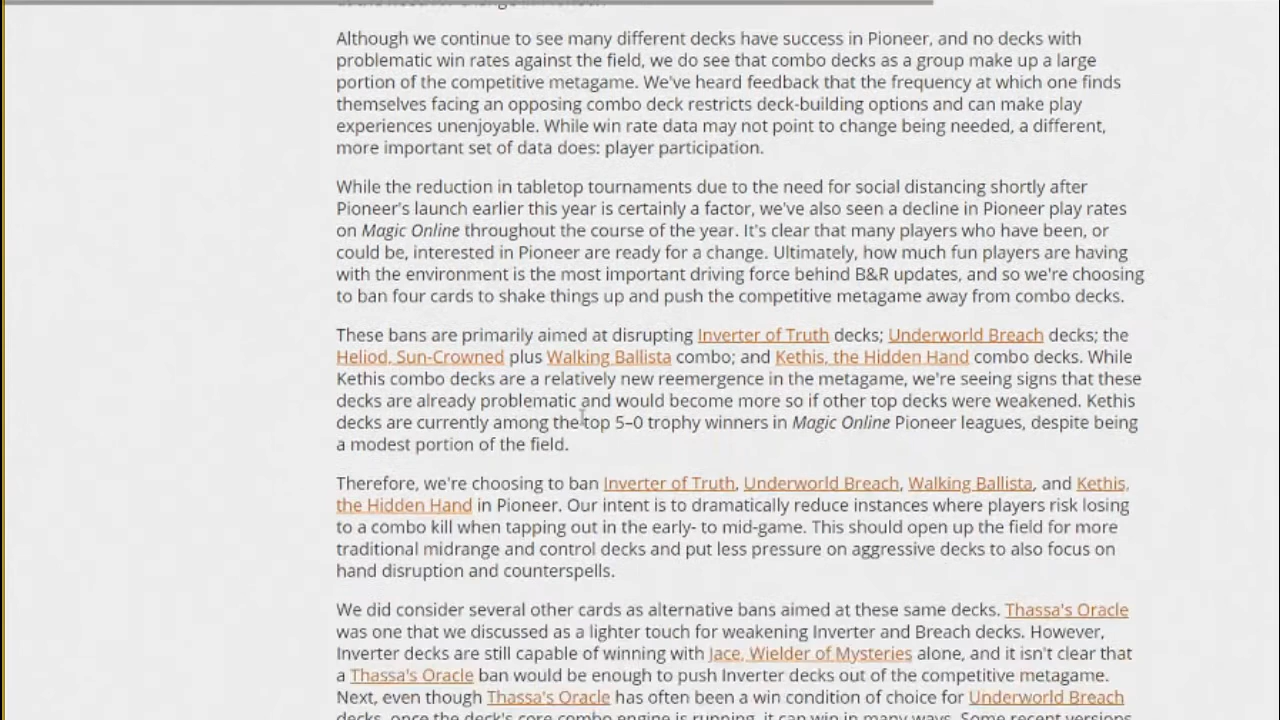 Although we continue to see many different decks have success in Pioneer, and no decks with
problematic win rates against the field, we do see that combo decks as a group make up a large
portion of the competitive metagame. We've heard feedback that the frequency at which one finds
themselves facing an opposing combo deck restricts deck-building options and can make play
experiences unenjoyable. While win rate data may not point to change being needed, a different,
more important set of data does: player participation.
While the reduction in tabletop tournaments due to the need for social distancing shortly after
Pioneer's launch earlier this year is certainly a factor, we've also seen a decline in Pioneer play rates
on Magic Online throughout the course of the year. It's clear that many players who have been, or
could be, interested in Pioneer are ready for a change. Ultimately, how much fun players are having
with the environment is the most important driving force behind B&R updates, and so we're choosing
to ban four cards to shake things up and push the competitive metagame away from combo decks.
These bans are primarily aimed at disrupting Inverter of Truth decks; Underworld Breach decks; the
Heliod, Sun-Crowned plus Walking Ballista combo; and Kethis, the Hidden Hand combo decks. While
Kethis combo decks are a relatively new reemergence in the metagame, we're seeing signs that these
decks are already problematic and would become more so if other top decks were weakened. Kethis
decks are currently among the top 5–0 trophy winners in Magic Online Pioneer leagues, despite being
a modest portion of the field.
Therefore, we're choosing to ban Inverter of Truth, Underworld Breach, Walking Ballista, and Kethis,
the Hidden Hand in Pioneer. Our intent is to dramatically reduce instances where players risk losing
to a combo kill when tapping out in the early- to mid-game. This should open up the field for more
traditional midrange and control decks and put less pressure on aggressive decks to also focus on
hand disruption and counterspells.
We did consider several other cards as alternative bans aimed at these same decks. Thassa's Oracle
was one that we discussed as a lighter touch for weakening Inverter and Breach decks. However,
Inverter decks are still capable of winning with Jace, Wielder of Mysteries alone, and it isn't clear that
a Thassa's Oracle ban would be enough to push Inverter decks out of the competitive metagame.
Next, even though Thassa's Oracle has often been a win condition of choice for Underworld Breach
decks, once the deck's core combo engine is running, it can win in many ways. Some recent versions